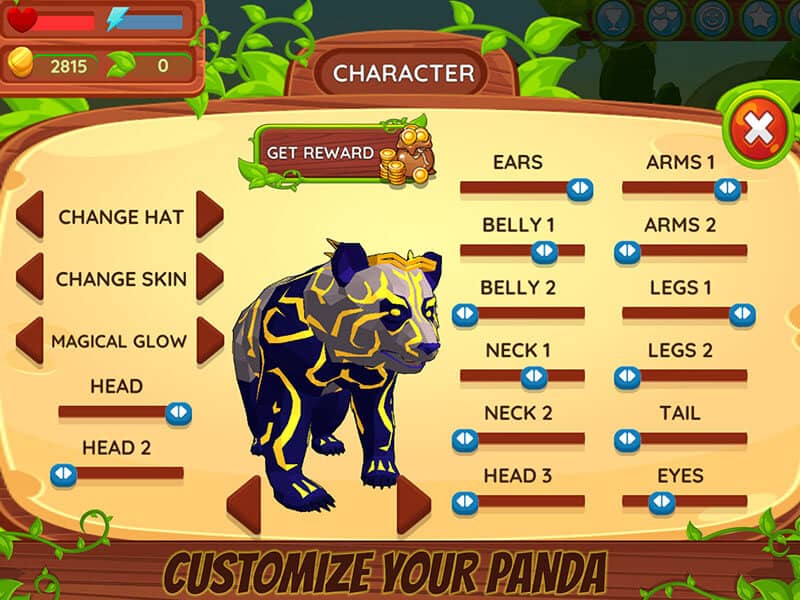 2815
0
CHARACTER
GET REWARD
CHANGE HAT
CHANGE SKIN
MAGICAL GLOW
HEAD
HEAD 2
EARS
ARMS 1
BELLY 1
ARMS 2
BELLY 2
LEGS 1
NECK 1
LEGS 2
NECK 2
TAIL
HEAD 3
EYES
CUSTOMIZE YOUR PANDA